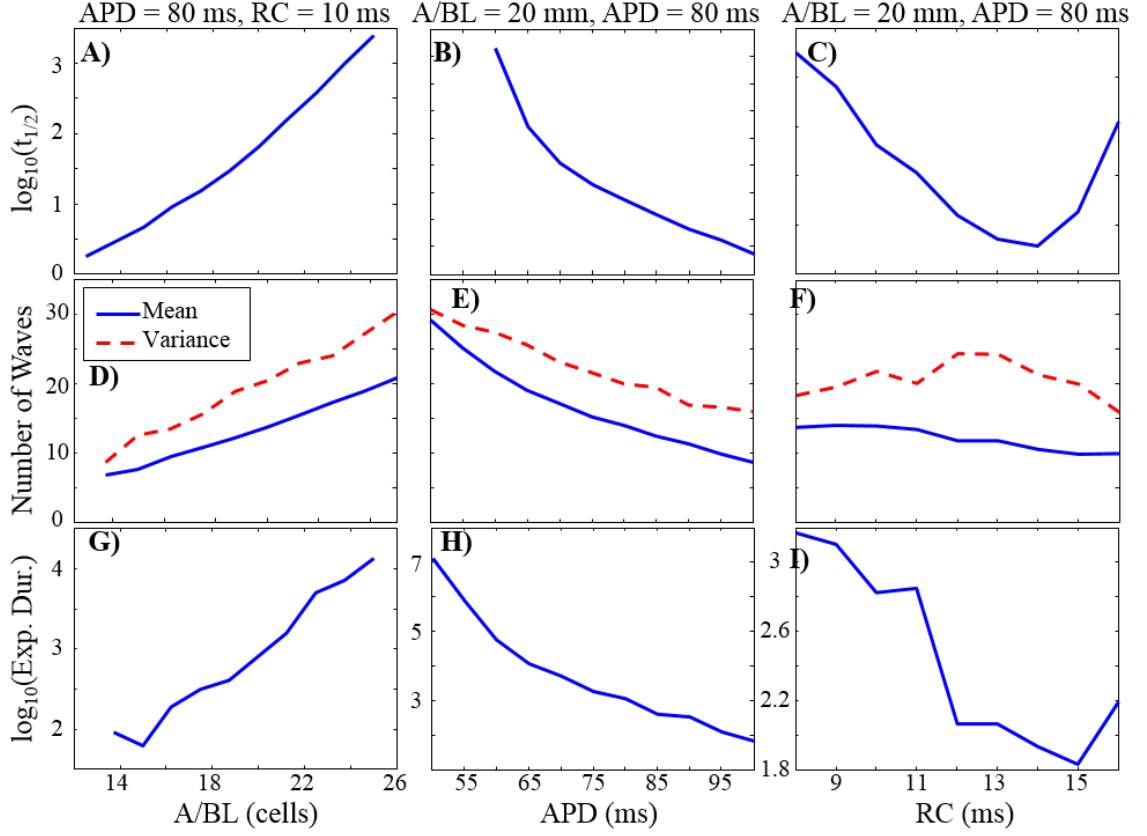 APD = 80 ms, RC = 10 ms
A/BL = 20 mm, APD = 80 ms
A/BL = 20 mm, APD = 80 ms
A)
B)
C)
log10(t1/2)
3
2
1
0
Mean
Variance
D)
E)
F)
Number of Waves
30
20
10
0
G)
H)
I)
log10(Exp. Dur.)
4
3
2
7
5
3
3
2.6
2.2
1.8
14 18 22 26
55 65 75 85 95
9 11 13 15
A/BL (cells)
APD (ms)
RC (ms)